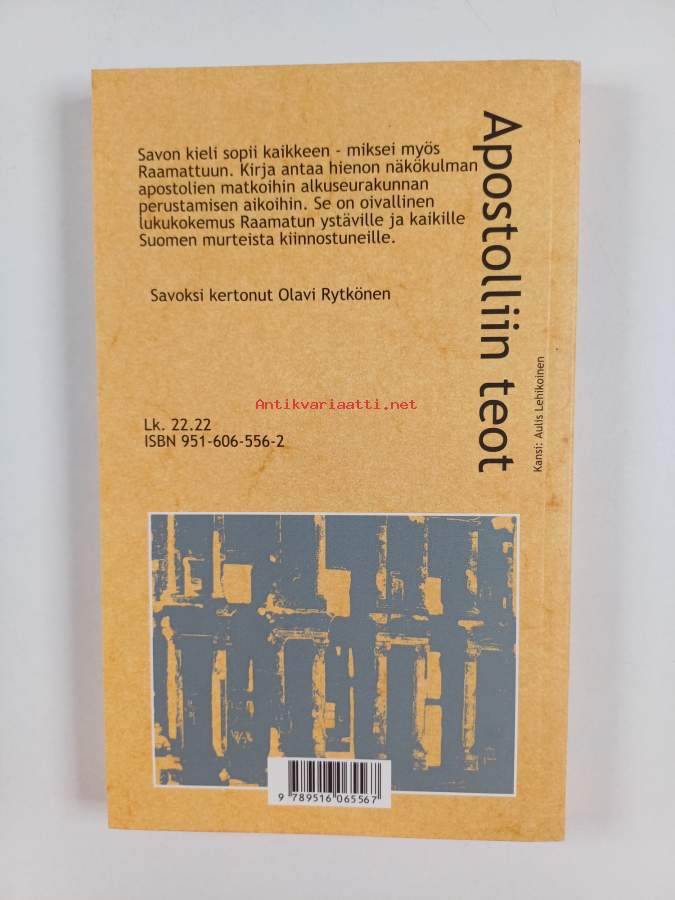 Savon kieli sopii kaikkeen - miksei myös
Raamattuun. Kirja antaa hienon näkökulman
apostolien matkoihin alkuseurakunnan
perustamisen aikoihin. Se on oivallinen
lukukokemus Raamatun ystäville ja kaikille
Suomen murteista kiinnostuneille.
Savoksi kertonut Olavi Rytkönen
Antikvariaatti.net
Lk. 22.22
ISBN 951-606-556-2
Apostolliin teot
Kansi: Aulis Lehikoinen
9 789516 065567